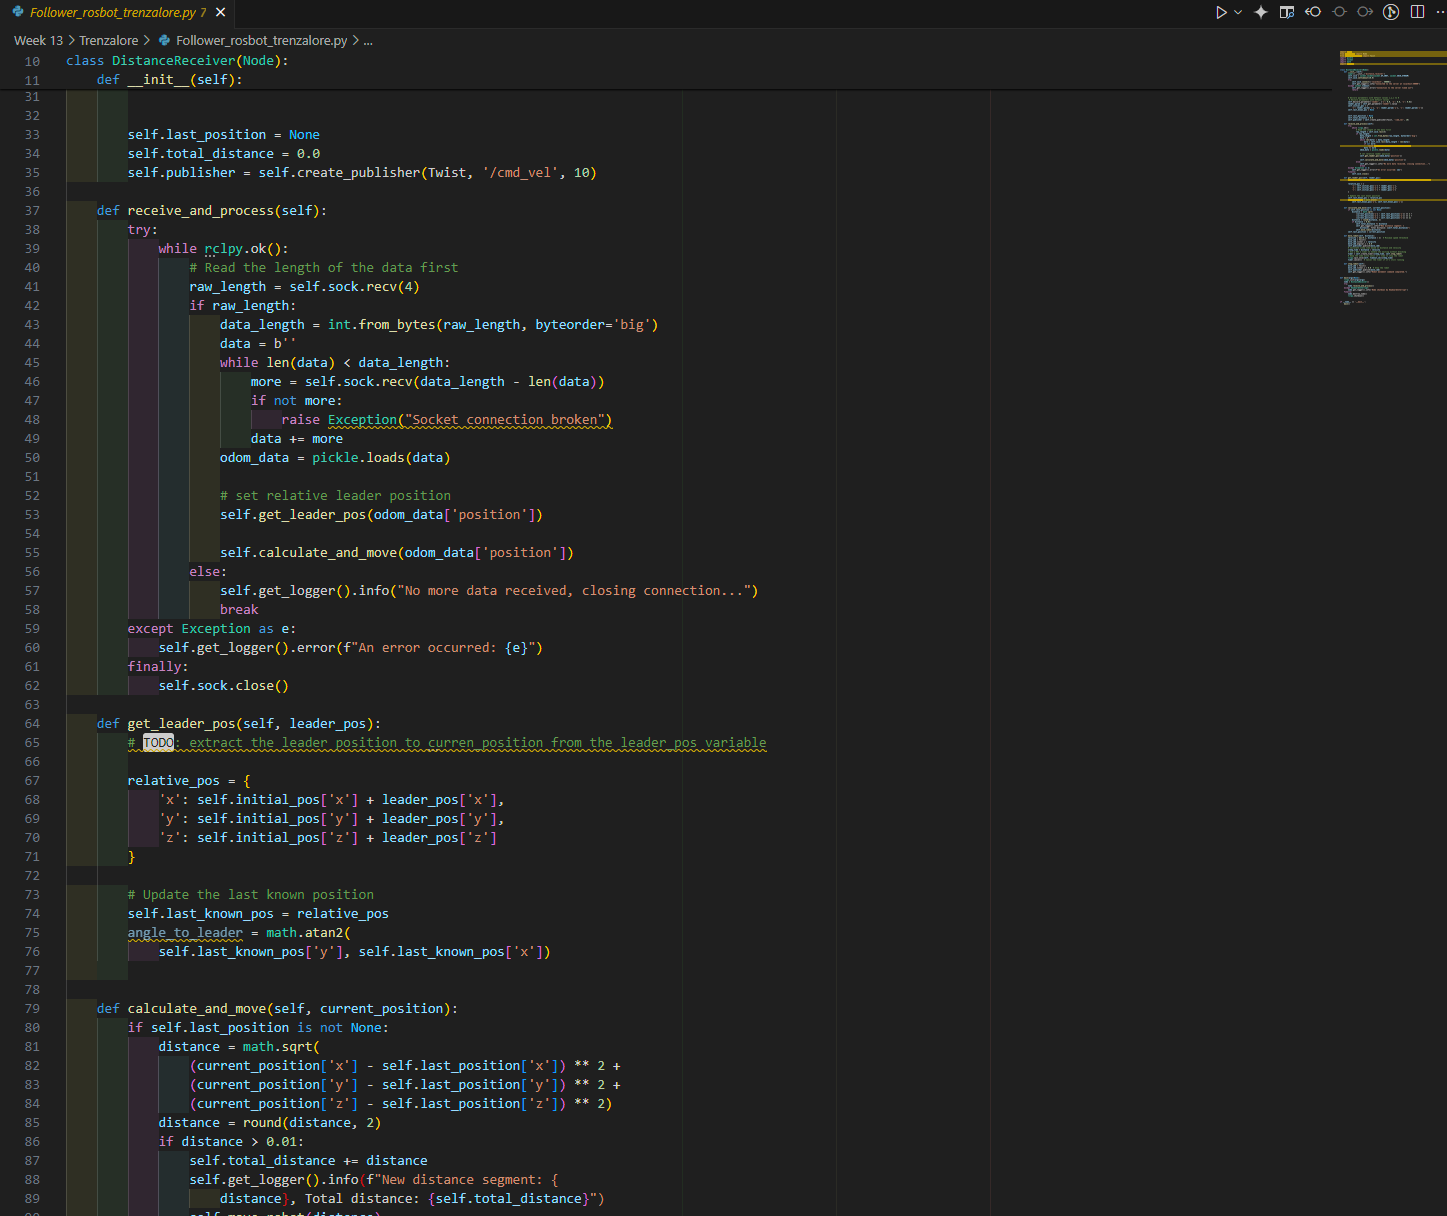 Follower_rosbot_trenzalore.py 7
Week 13 > Trenzalore > Follower_rosbot_trenzalore.py > ...
10 class DistanceReceiver(Node):
11 def __init__(self):
31
32
33 self.last_position = None
34 self.total_distance = 0.0
35 self.publisher = self.create_publisher(Twist, '/cmd_vel', 10)
36
37 def receive_and_process(self):
38 try:
39 while rclpy.ok():
40 # Read the length of the data first
41 raw_length = self.sock.recv(4)
42 if raw_length:
43 data_length = int.from_bytes(raw_length, byteorder='big')
44 data = b''
45 while len(data) < data_length:
46 more = self.sock.recv(data_length - len(data))
47 if not more:
48 raise Exception("Socket connection broken")
49 data += more
50 odom_data = pickle.loads(data)
51
52 # set relative leader position
53 self.get_leader_pos(odom_data['position'])
54
55 self.calculate_and_move(odom_data['position'])
56 else:
57 self.get_logger().info("No more data received, closing connection...")
58 break
59 except Exception as e:
60 self.get_logger().error(f"An error occurred: {e}")
61 finally:
62 self.sock.close()
63
64 def get_leader_pos(self, leader_pos):
65 # TODO: extract the leader position to curren_position from the leader_pos variable
66
67 relative_pos = {
68 'x': self.initial_pos['x'] + leader_pos['x'],
69 'y': self.initial_pos['y'] + leader_pos['y'],
70 'z': self.initial_pos['z'] + leader_pos['z']
71 }
72
73 # Update the last known position
74 self.last_known_pos = relative_pos
75 angle_to_leader = math.atan2(
76 self.last_known_pos['y'], self.last_known_pos['x'])
77
78
79 def calculate_and_move(self, current_position):
80 if self.last_position is not None:
81 distance = math.sqrt(
82 (current_position['x'] - self.last_position['x']) ** 2 +
83 (current_position['y'] - self.last_position['y']) ** 2 +
84 (current_position['z'] - self.last_position['z']) ** 2)
85 distance = round(distance, 2)
86 if distance > 0.01:
87 self.total_distance += distance
88 self.get_logger().info(f"New distance segment: {
89 distance}, Total distance: {self.total_distance}")
90 self.move_robot(distance)